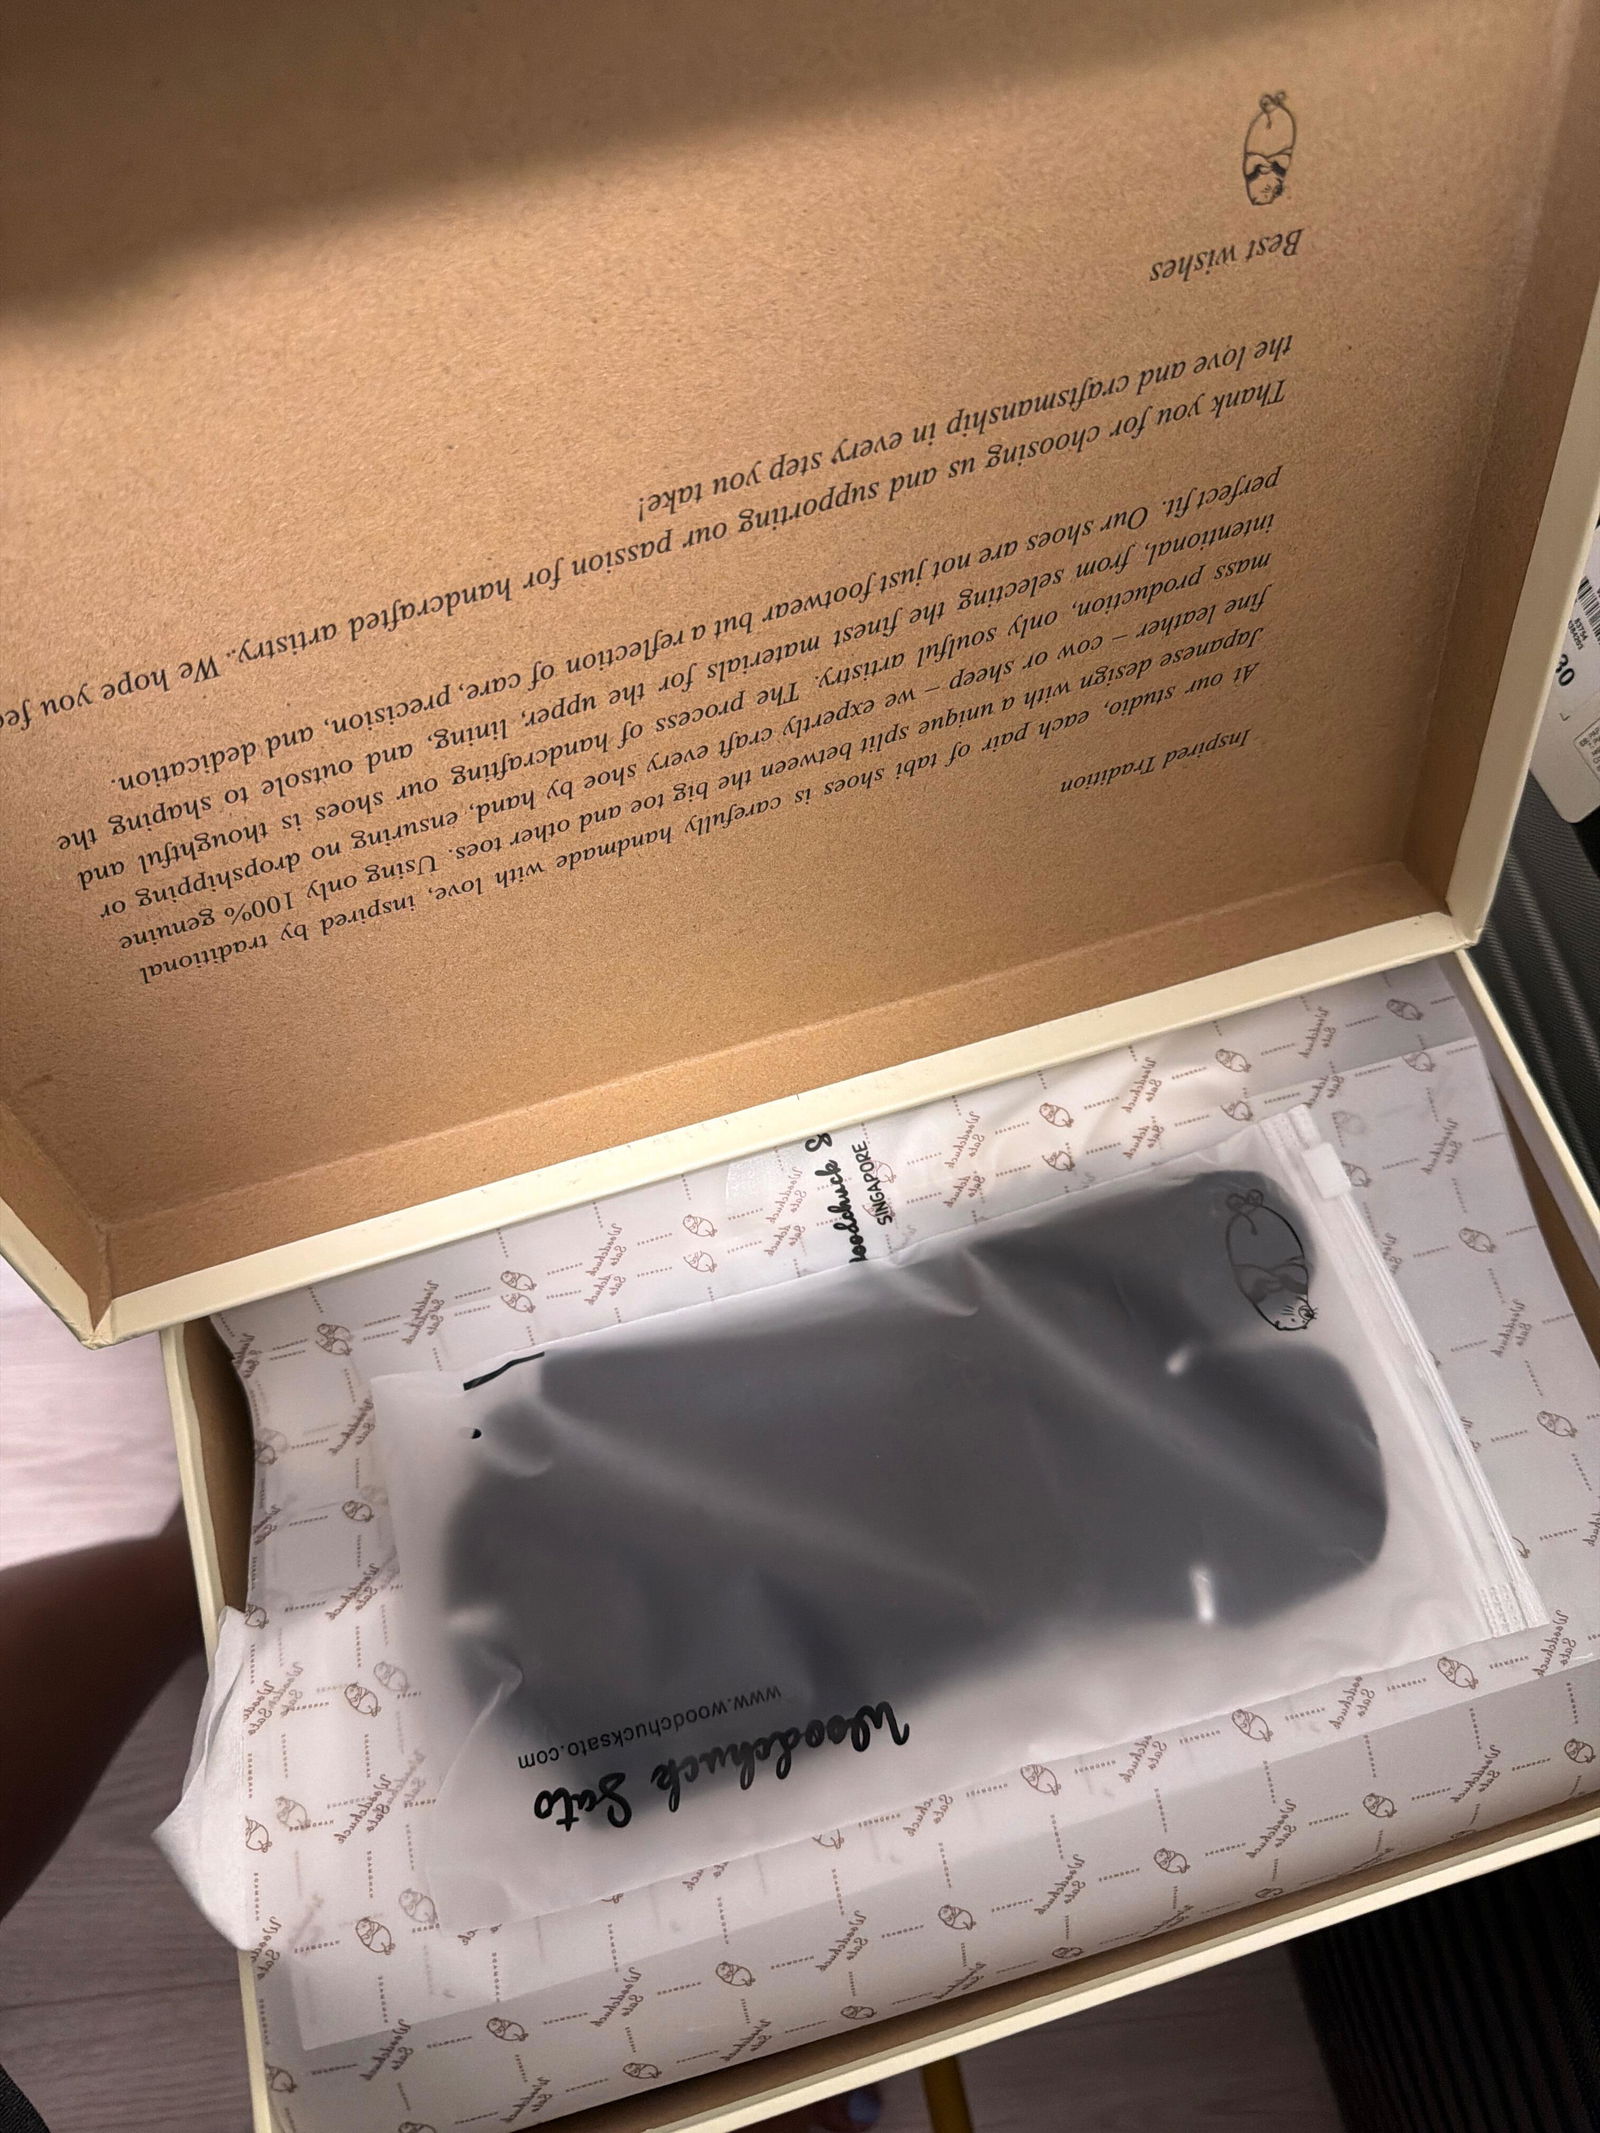 Inspired Tradition
At our studio, each pair of tabi shoes is carefully handmade with love, inspired by traditional
Japanese design with a unique split between the big toe and other toes. Using only 100% genuine
fine leather – cow or sheep – we expertly craft every shoe by hand, ensuring no dropshipping or
mass production, only soulful artistry. The process of handcrafting our shoes is thoughtful and
intentional, from selecting the finest materials for the upper, lining, and outsole to shaping the
perfect fit. Our shoes are not just footwear but a reflection of care, precision, and dedication.
Thank you for choosing us and supporting our passion for handcrafted artistry.. We hope you
the love and craftsmanship in every step you take!
Best wishes
oodchuck S
SINGAPORE
Woodchuck Sato
www.woodchucksato.com
Woodchuck
Sato